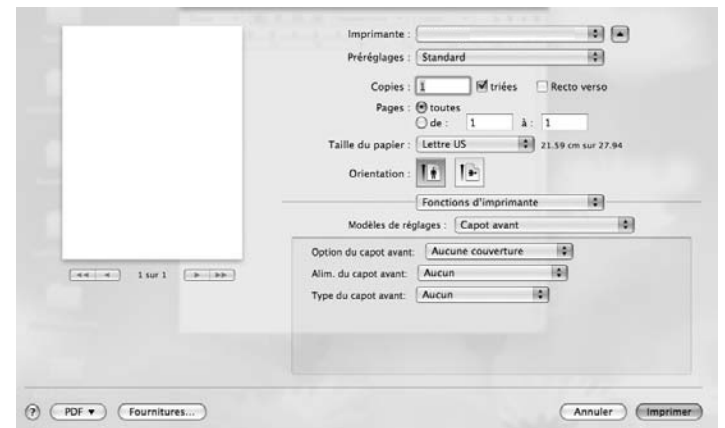 Imprimante :
Préréglages : Standard
Copies : 1 triées Recto verso
Pages : toutes
de : 1 à : 1
Taille du papier : Lettre US 21.59 cm sur 27.94
Orientation :
Fonctions d'imprimante
Modèles de réglages : Capot avant
Option du capot avant: Aucune couverture
1 sur 1 Alim. du capot avant: Aucun
Type du capot avant: Aucun
? PDF ▼ Fournitures... Annuler Imprimer